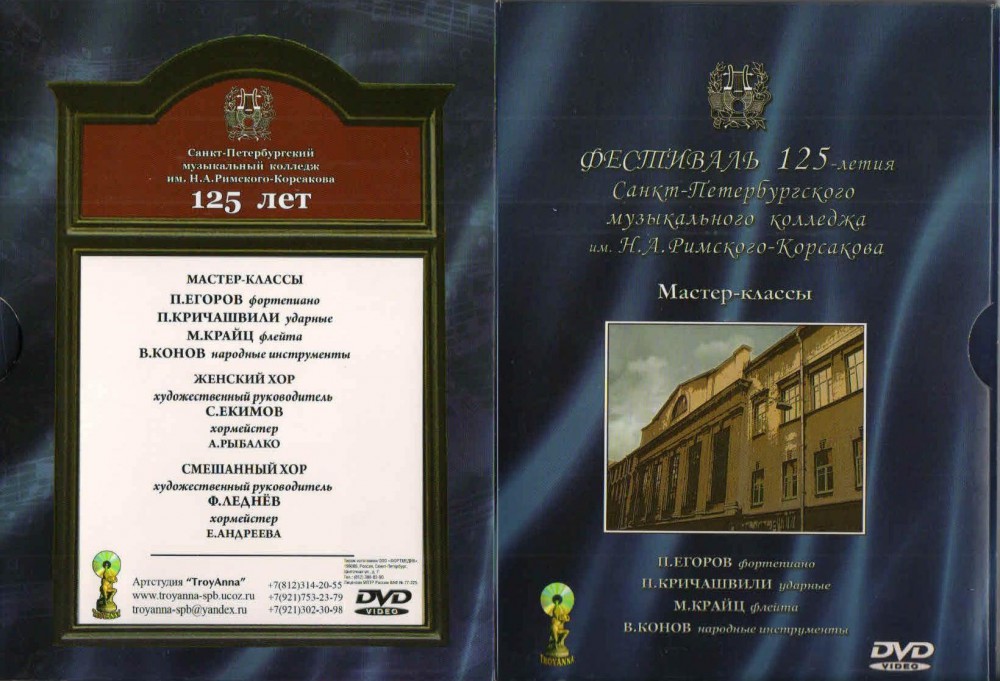 Санкт-Петербургский
музыкальный колледж
им. Н.А.Римского-Корсакова
125 лет
МАСТЕР-КЛАССЫ
П.ЕГОРОВ фортепиано
П.КРИЧАШВИЛИ ударные
М.КРАЙЦ флейта
В.КОНОВ народные инструменты
ЖЕНСКИЙ ХОР
художественный руководитель
С.ЕКИМОВ
хормейстер
А.РЫБАЛКО
СМЕШАННЫЙ ХОР
художественный руководитель
Ф.ЛЕДНЁВ
хормейстер
Е.АНДРЕЕВА
Артстудия “TroyAnna”
www.troyanna-spb.ucoz.ru
troyanna-spb@yandex.ru
+7(812)314-20-55
+7(921)753-23-79
+7(921)302-30-98
DVD
VIDEO
ФЕСТИВАЛЬ 125-летия
Санкт-Петербургского
музыкального колледжа
им. Н.А.Римского-Корсакова
Мастер-классы
П.ЕГОРОВ фортепиано
П.КРИЧАШВИЛИ ударные
М.КРАЙЦ флейта
В.КОНОВ народные инструменты
TROYANNA
DVD
VIDEO